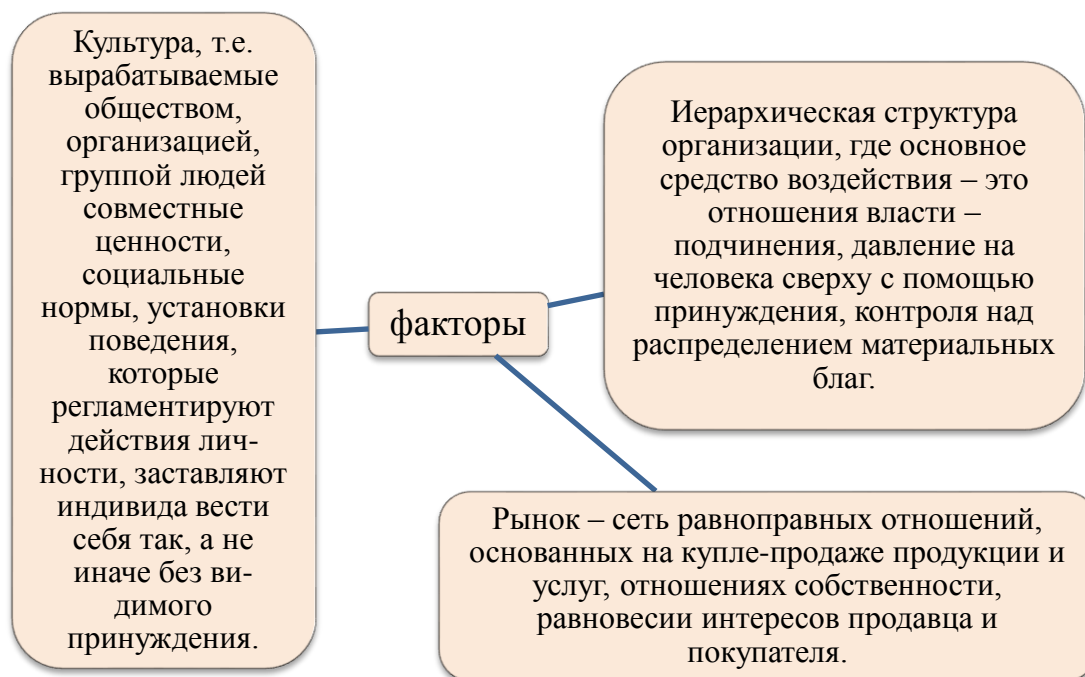 Культура, т.е.
вырабатываемые
обществом,
организацией,
группой людей
совместные
ценности,
социальные
нормы, установки
поведения,
которые
регламентируют
действия лич-
ности, заставляют
индивида вести
себя так, а не
иначе без ви-
димого
принуждения.
факторы
Иерархическая структура
организации, где основное
средство воздействия – это
отношения власти –
подчинения, давление на
человека сверху с помощью
принуждения, контроля над
распределением материальных
благ.
Рынок – сеть равноправных отношений,
основанных на купле-продаже продукции и
услуг, отношениях собственности,
равновесии интересов продавца и
покупателя.